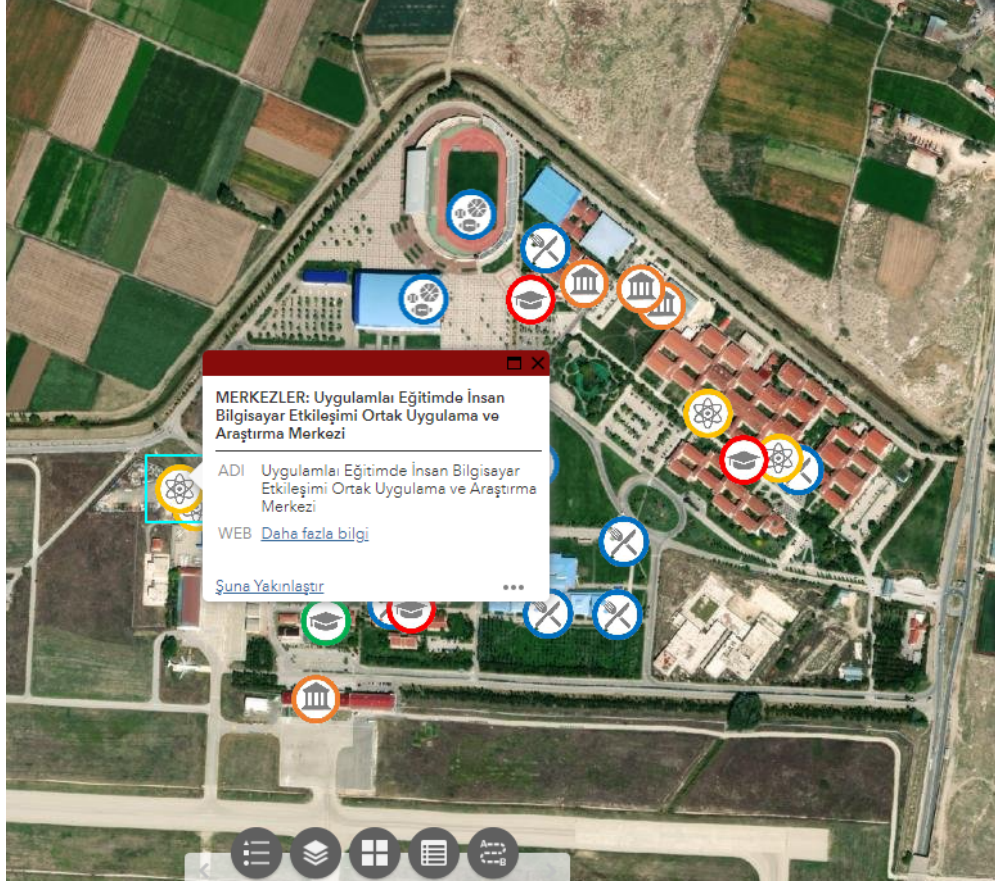 MERKEZLER: Uygulamlaı Eğitimde İnsan
Bilgisayar Etkileşimi Ortak Uygulama ve
Araştırma Merkezi
ADI Uygulamlaı Eğitimde İnsan Bilgisayar
Etkileşimi Ortak Uygulama ve Araştırma
Merkezi
WEB Daha fazla bilgi
Şuna Yakınlaştır
A
B